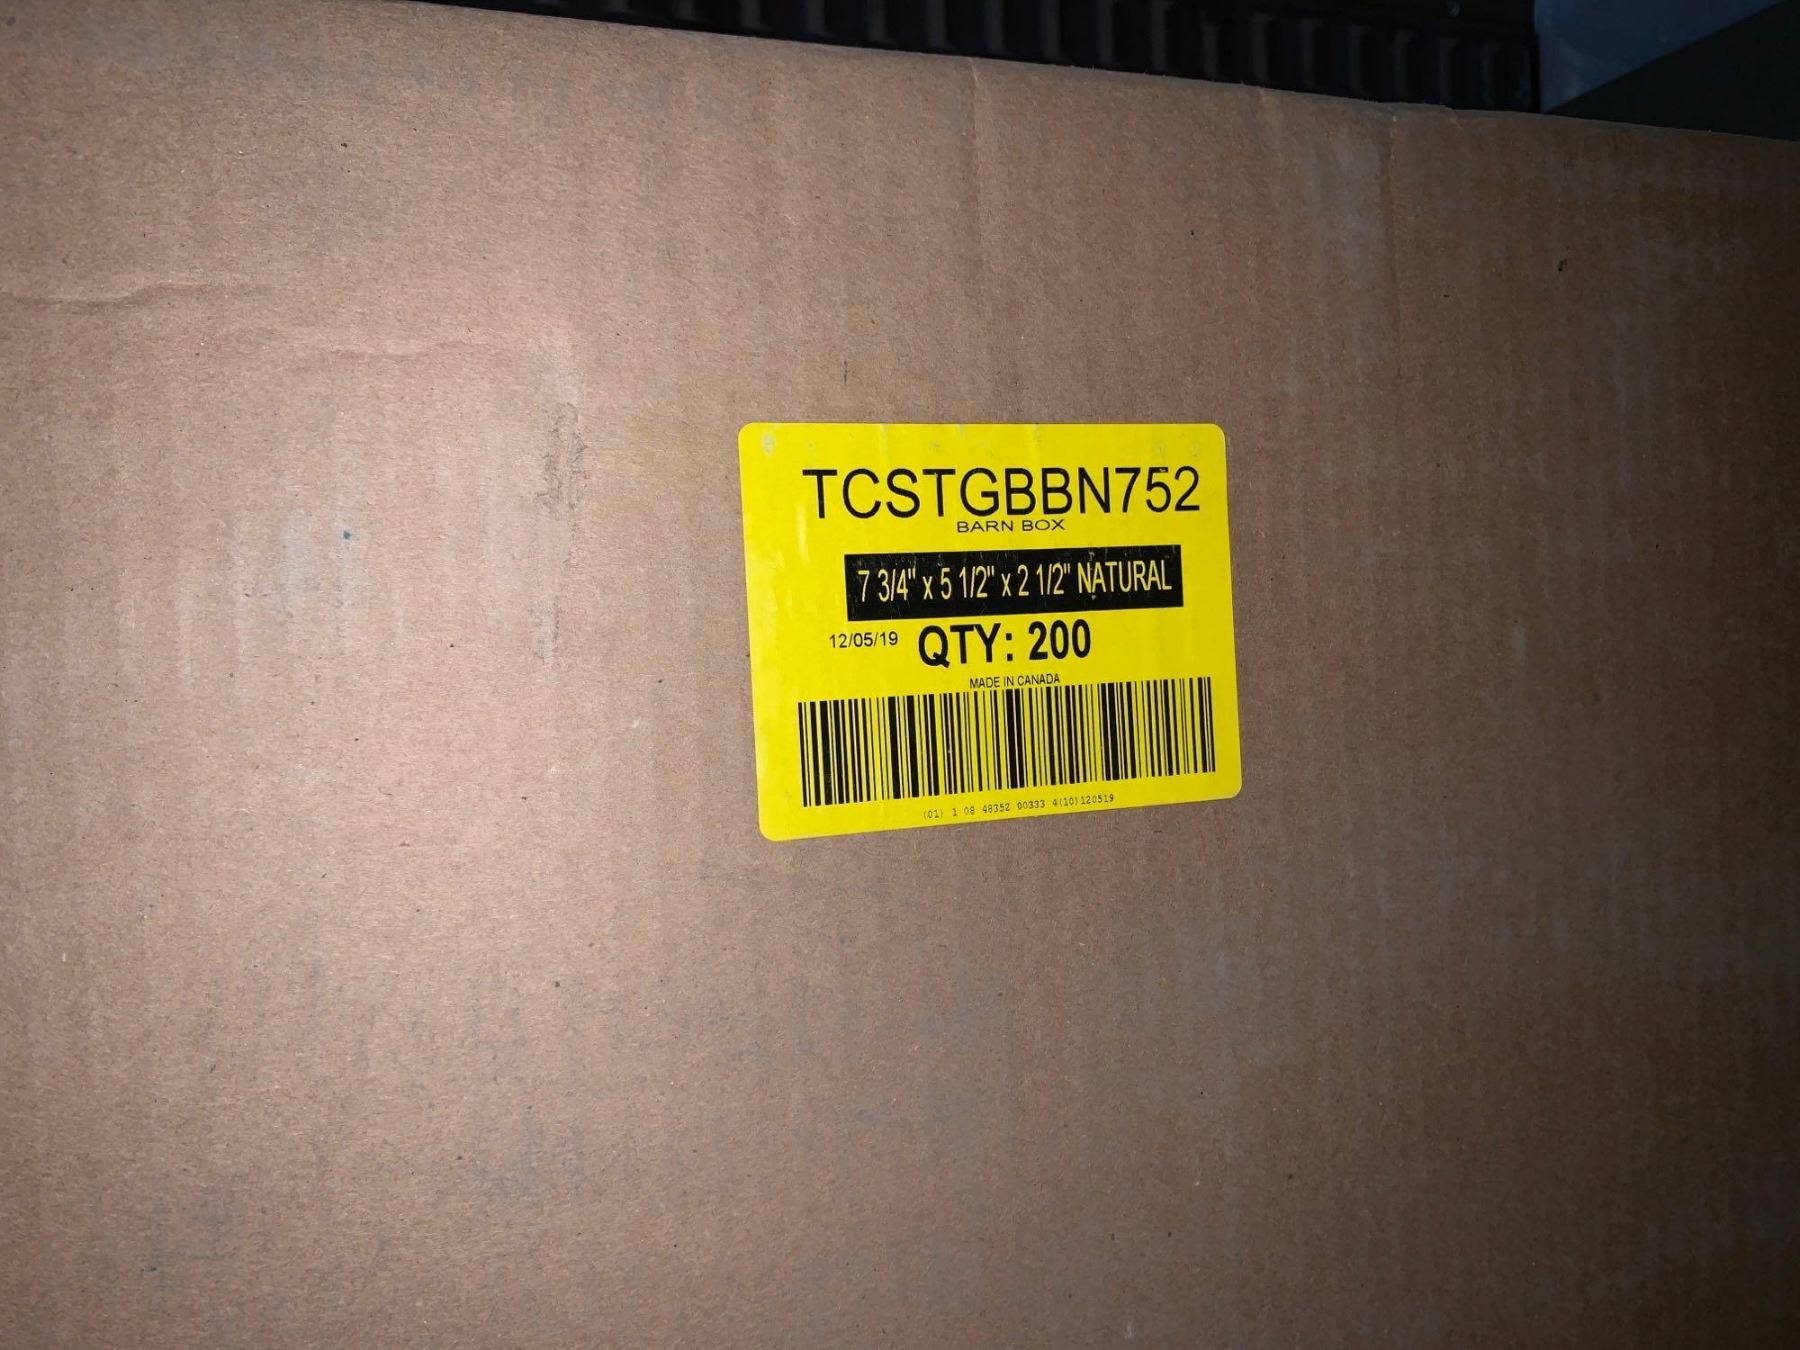 TCSTGBBN752
BARN BOX
7 3/4" x 5 1/2" x 2 1/2" NATURAL
12/05/19 QTY: 200
MADE IN CANADA
(01) 1 08 48352 00333 4(10)120519